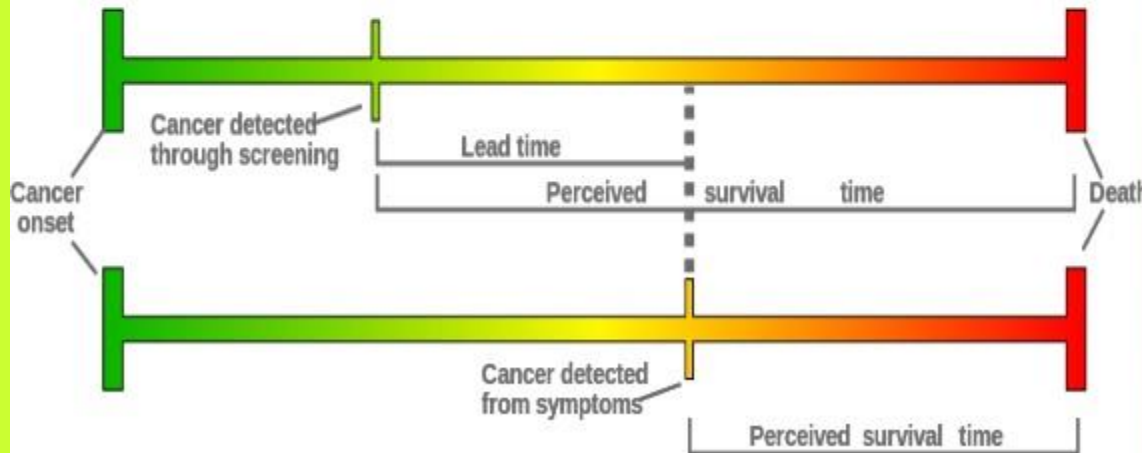 Cancer detected
through screening
Lead time
Perceived survival time
Cancer
onset
Death
Cancer detected
from symptoms
Perceived survival time